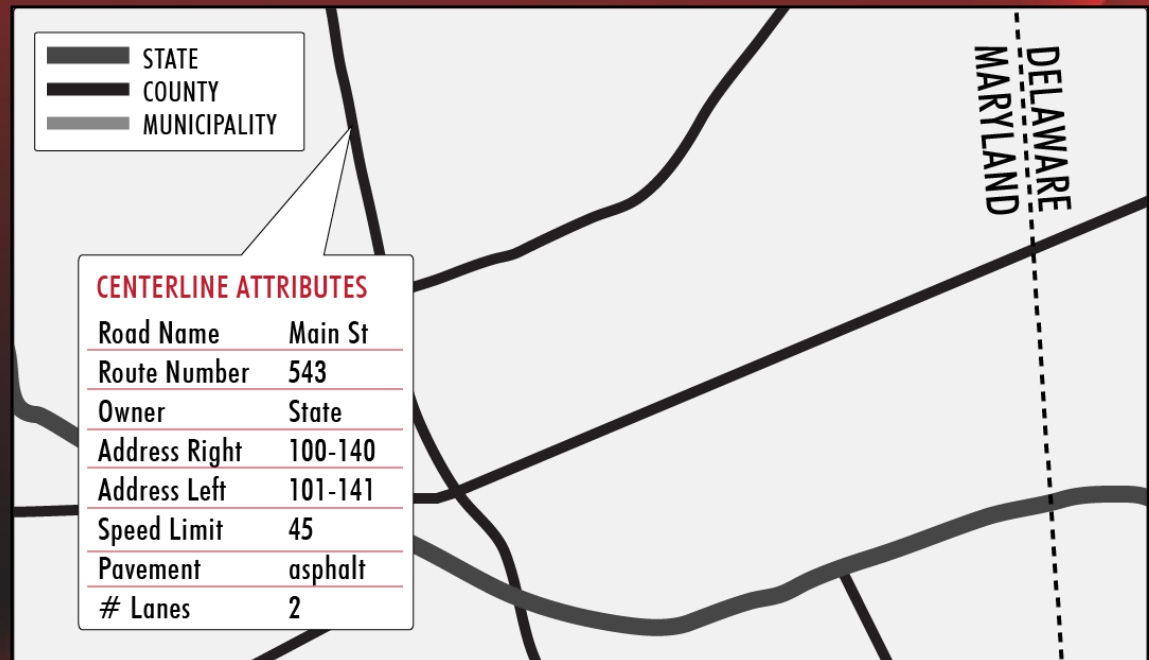 STATE
COUNTY
MUNICIPALITY
DELAWARE
MARYLAND
CENTERLINE ATTRIBUTES
Road Name Main St
Route Number 543
Owner State
Address Right 100-140
Address Left 101-141
Speed Limit 45
Pavement asphalt
# Lanes 2